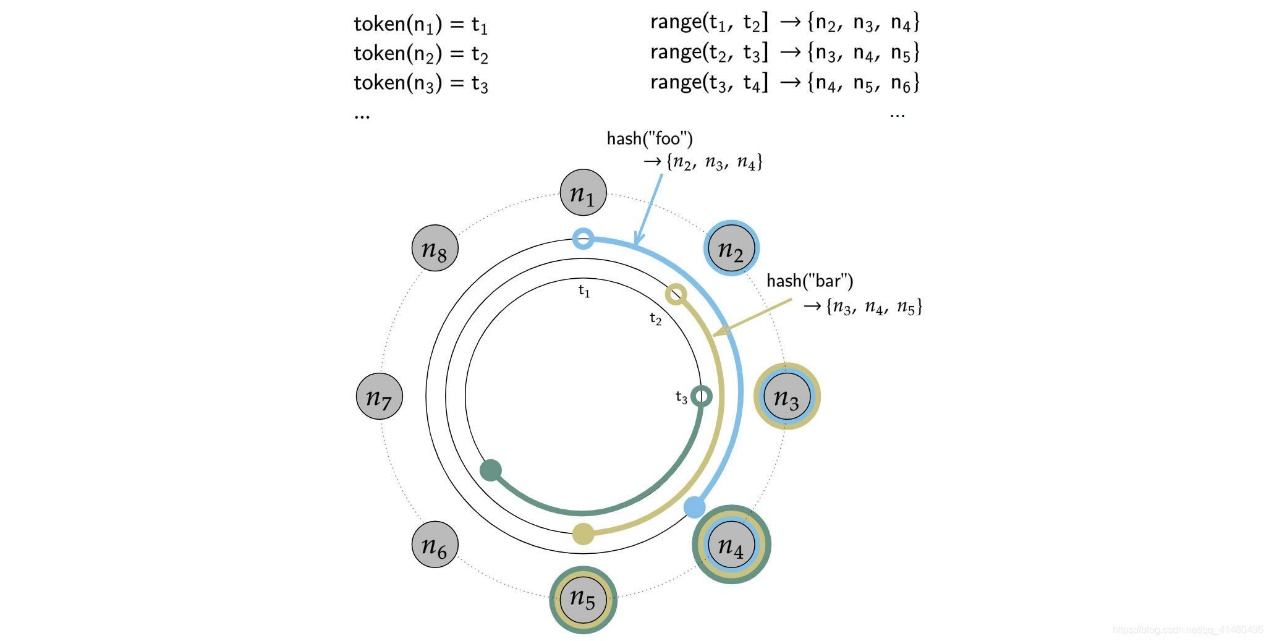 token(n₁) = t₁
token(n₂) = t₂
token(n₃) = t₃
...
range(t₁, t₂] → {n₂, n₃, n₄}
range(t₂, t₃] → {n₃, n₄, n₅}
range(t₃, t₄] → {n₄, n₅, n₆}
...
hash("foo")
→ {n₂, n₃, n₄}
n₁
n₂
n₈
hash("bar")
→ {n₃, n₄, n₅}
t₁
t₂
t₃
n₇
n₃
n₆
n₄
n₅